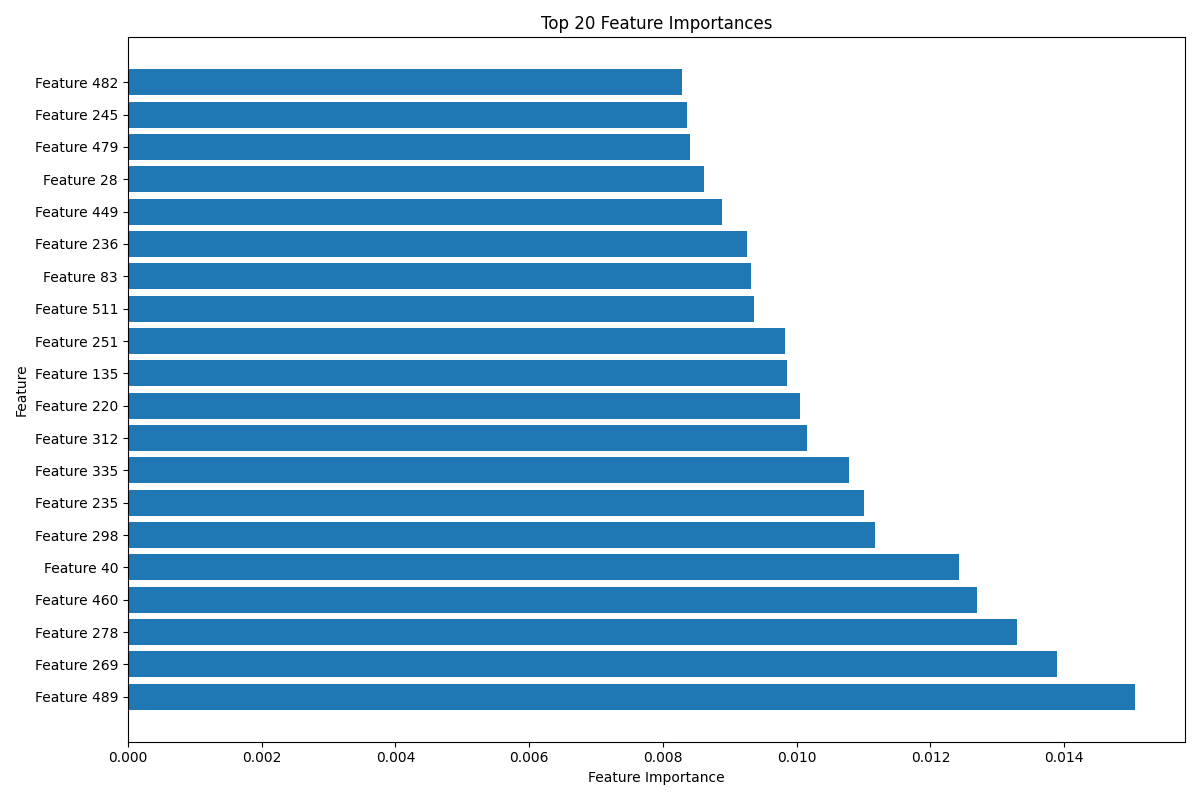 Top 20 Feature Importances
Feature 482
Feature 245
Feature 479
Feature 28
Feature 449
Feature 236
Feature 83
Feature 511
Feature 251
Feature 135
Feature 220
Feature 312
Feature 335
Feature 235
Feature 298
Feature 40
Feature 460
Feature 278
Feature 269
Feature 489
Feature
0.000 0.002 0.004 0.006 0.008 0.010 0.012 0.014
Feature Importance